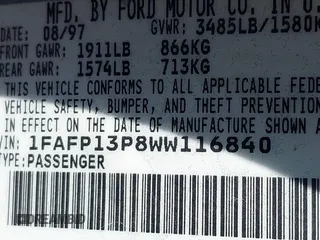 MFD. BY FORD MOTOR CO. IN U.
DATE: 08/97 GVWR: 3485LB/1580K
FRONT GAWR: 1911LB 866KG
REAR GAWR: 1574LB 713KG
THIS VEHICLE CONFORMS TO ALL APPLICABLE FEDE
VEHICLE SAFETY, BUMPER, AND THEFT PREVENTION
IN EFFECT ON THE DATE OF MANUFACTURE SHOWN A
VIN: 1FAFP13P8WW116840
TYPE: PASSENGER
DREAMBID